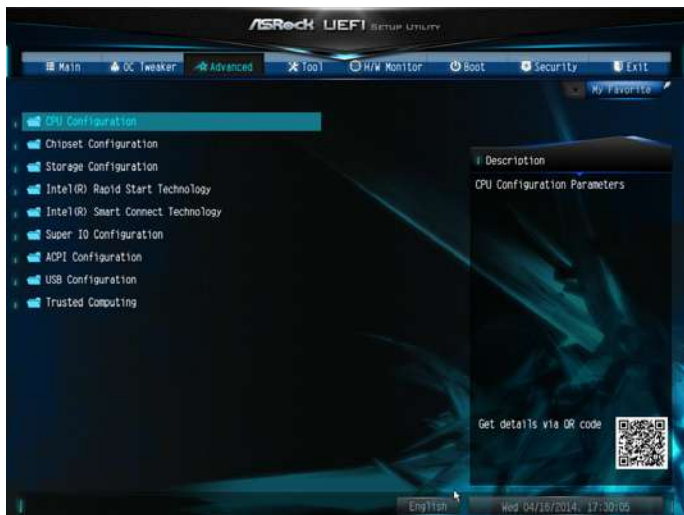 ASRock UEFI SETUP UTILITY
Main OC Tweaker Advanced Tool H/W Monitor Boot Security Exit
My Favorite
CPU Configuration
Chipset Configuration
Storage Configuration
Intel(R) Rapid Start Technology
Intel(R) Smart Connect Technology
Super IO Configuration
ACPI Configuration
USB Configuration
Trusted Computing
Description
CPU Configuration Parameters
Get details via QR code
English
Wed 04/16/2014. 17:30:05